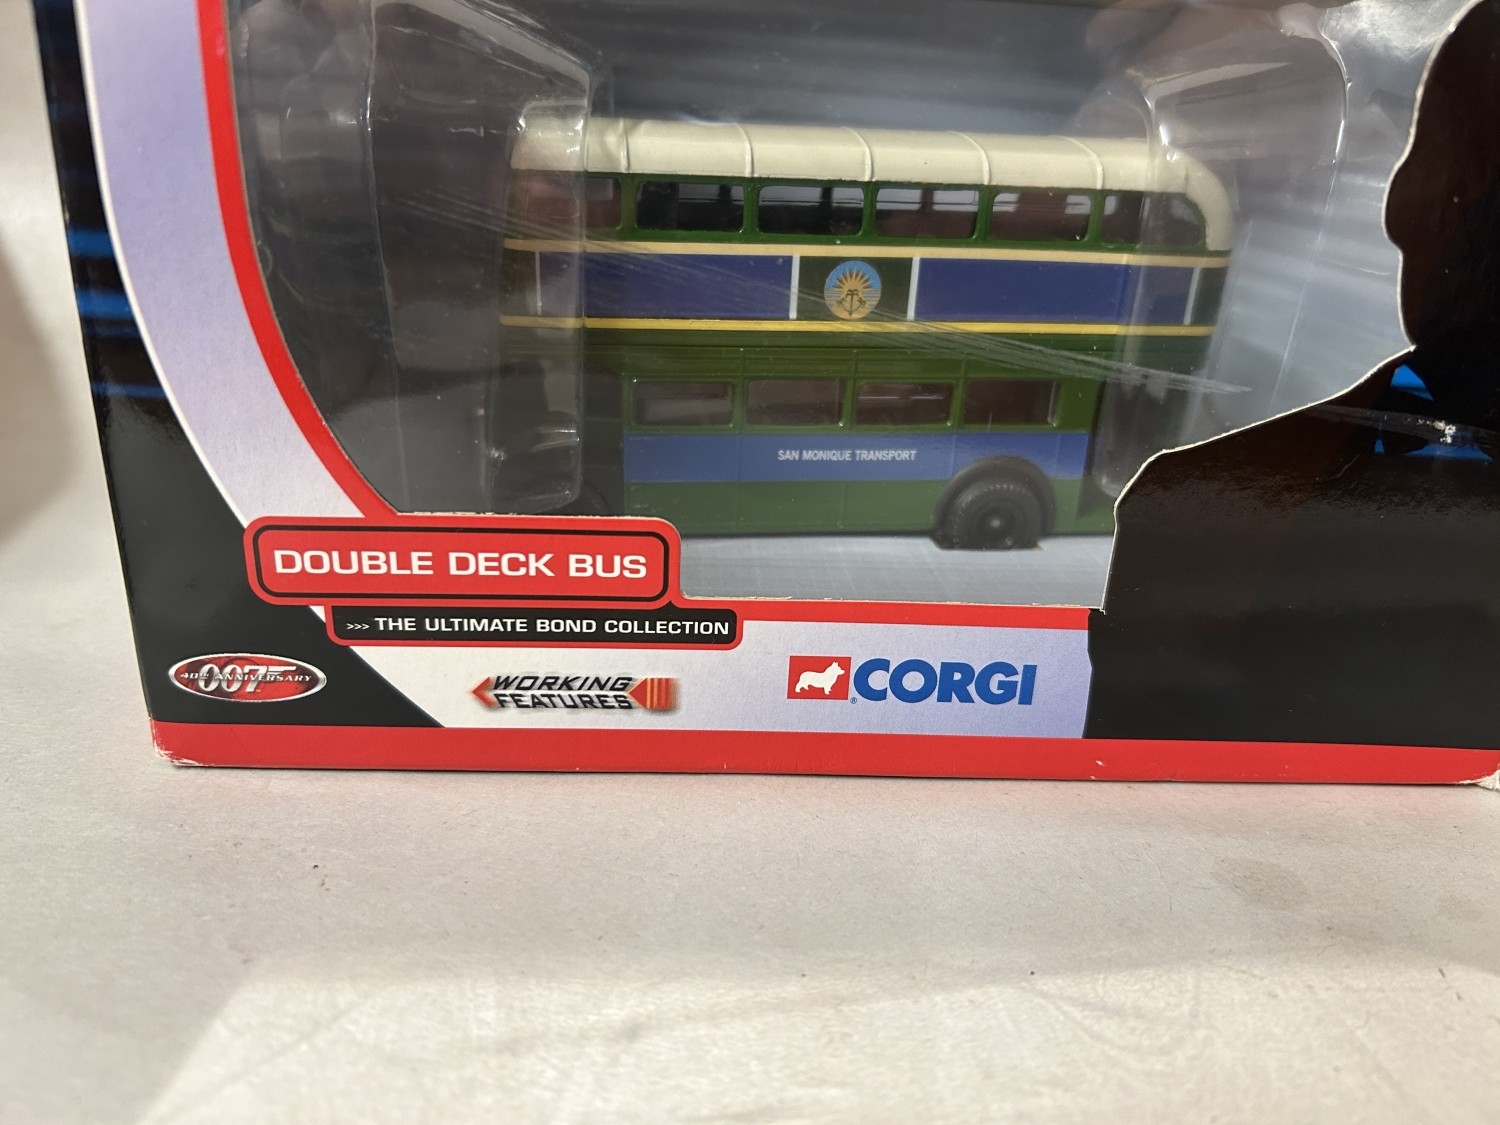 SAN MONIQUE TRANSPORT
DOUBLE DECK BUS
>>> THE ULTIMATE BOND COLLECTION
007
40TH ANNIVERSARY
WORKING
FEATURES
® CORGI